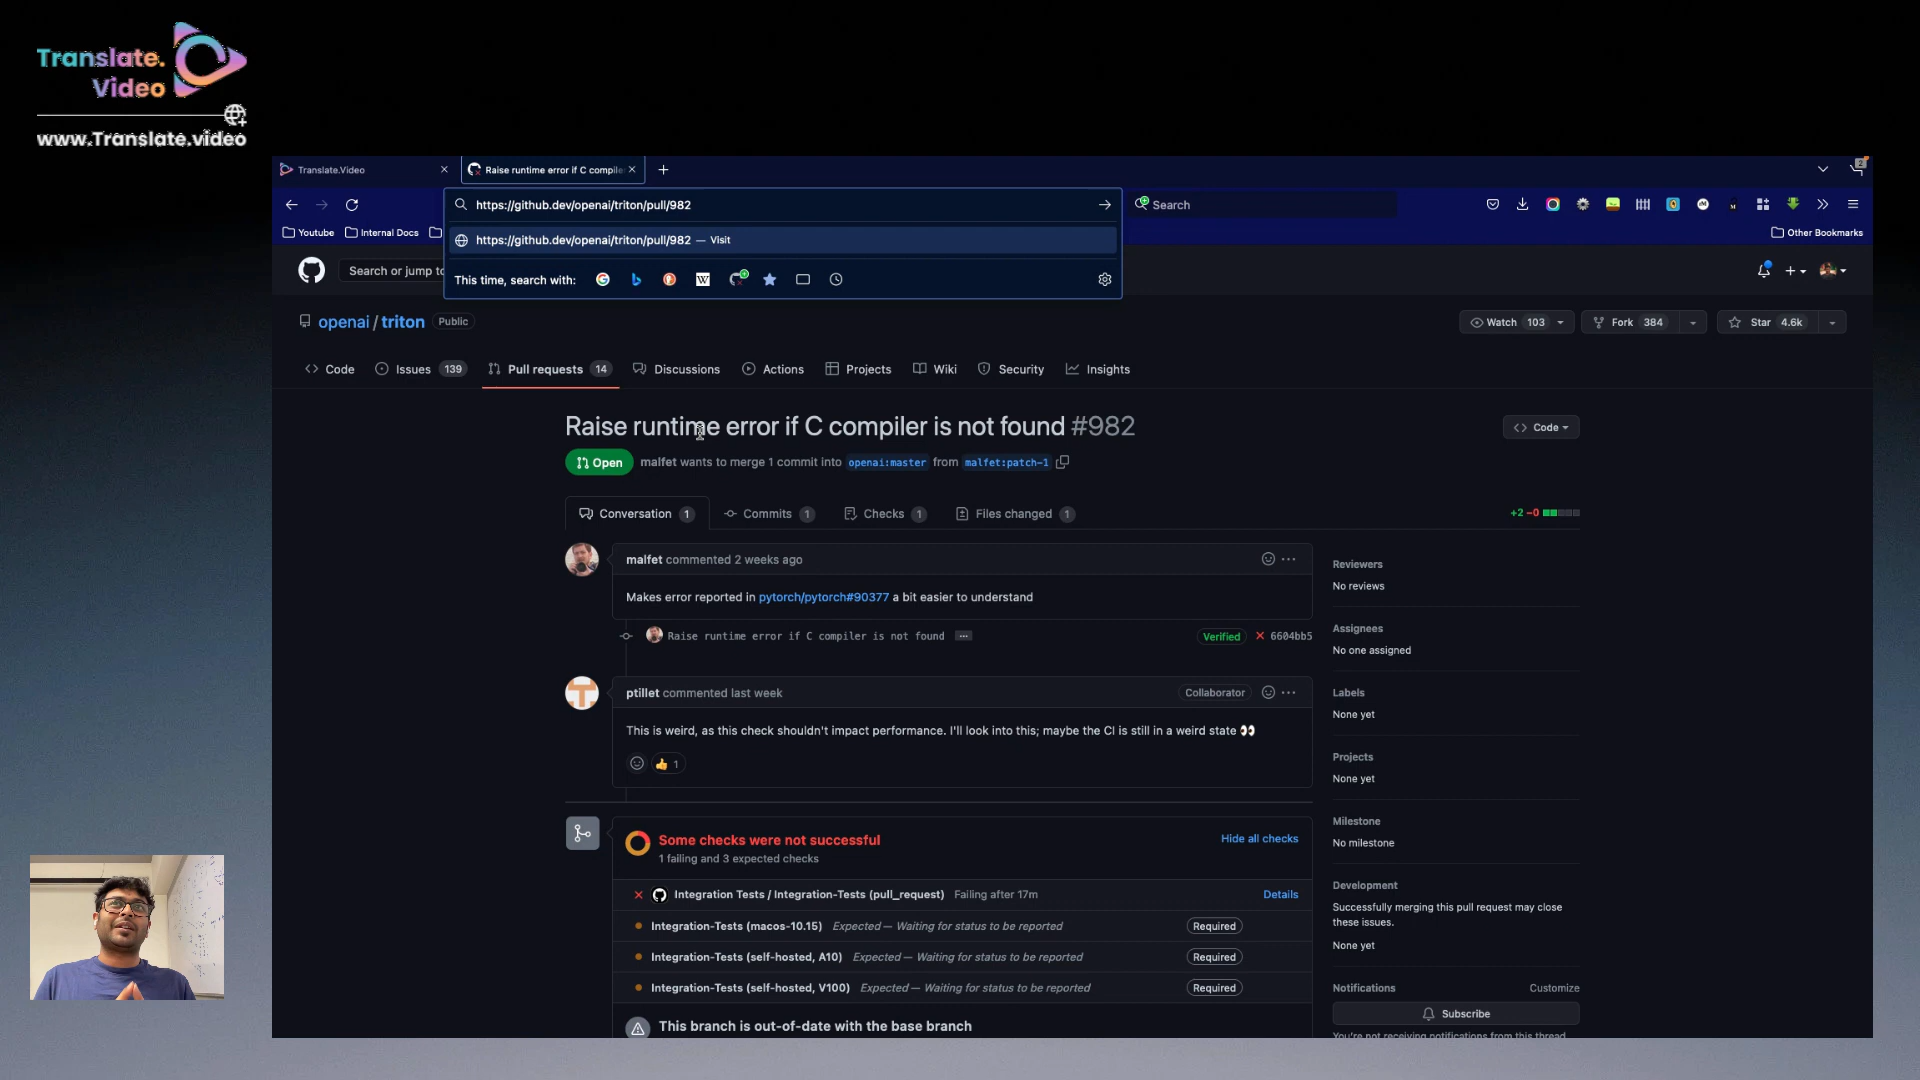 Translate.
Video
www.Translate.video
Translate.Video
Raise runtime error if C compiler
https://github.dev/openai/triton/pull/982
Search
https://github.dev/openai/triton/pull/982 — Visit
Youtube
Internal Docs
Other Bookmarks
This time, search with:
Search or jump to
openai / triton Public
Watch 103
Fork 384
Star 4.6k
Code
Issues 139
Pull requests 14
Discussions
Actions
Projects
Wiki
Security
Insights
Raise runtime error if C compiler is not found #982
Code
Open
malfet wants to merge 1 commit into openai:master from malfet:patch-1
Conversation 1
Commits 1
Checks 1
Files changed 1
+2 −0
malfet commented 2 weeks ago
Makes error reported in pytorch/pytorch#90377 a bit easier to understand
Raise runtime error if C compiler is not found ...
Verified
6604bb5
ptillet commented last week
Collaborator
This is weird, as this check shouldn't impact performance. I'll look into this; maybe the CI is still in a weird state 👀
👍 1
Some checks were not successful
1 failing and 3 expected checks
Hide all checks
Integration Tests / Integration-Tests (pull_request) Failing after 17m
Details
Integration-Tests (macos-10.15) Expected — Waiting for status to be reported
Required
Integration-Tests (self-hosted, A10) Expected — Waiting for status to be reported
Required
Integration-Tests (self-hosted, V100) Expected — Waiting for status to be reported
Required
This branch is out-of-date with the base branch
Reviewers
No reviews
Assignees
No one assigned
Labels
None yet
Projects
None yet
Milestone
No milestone
Development
Successfully merging this pull request may close
these issues.
None yet
Notifications
Customize
Subscribe
You're not receiving notifications from this thread.